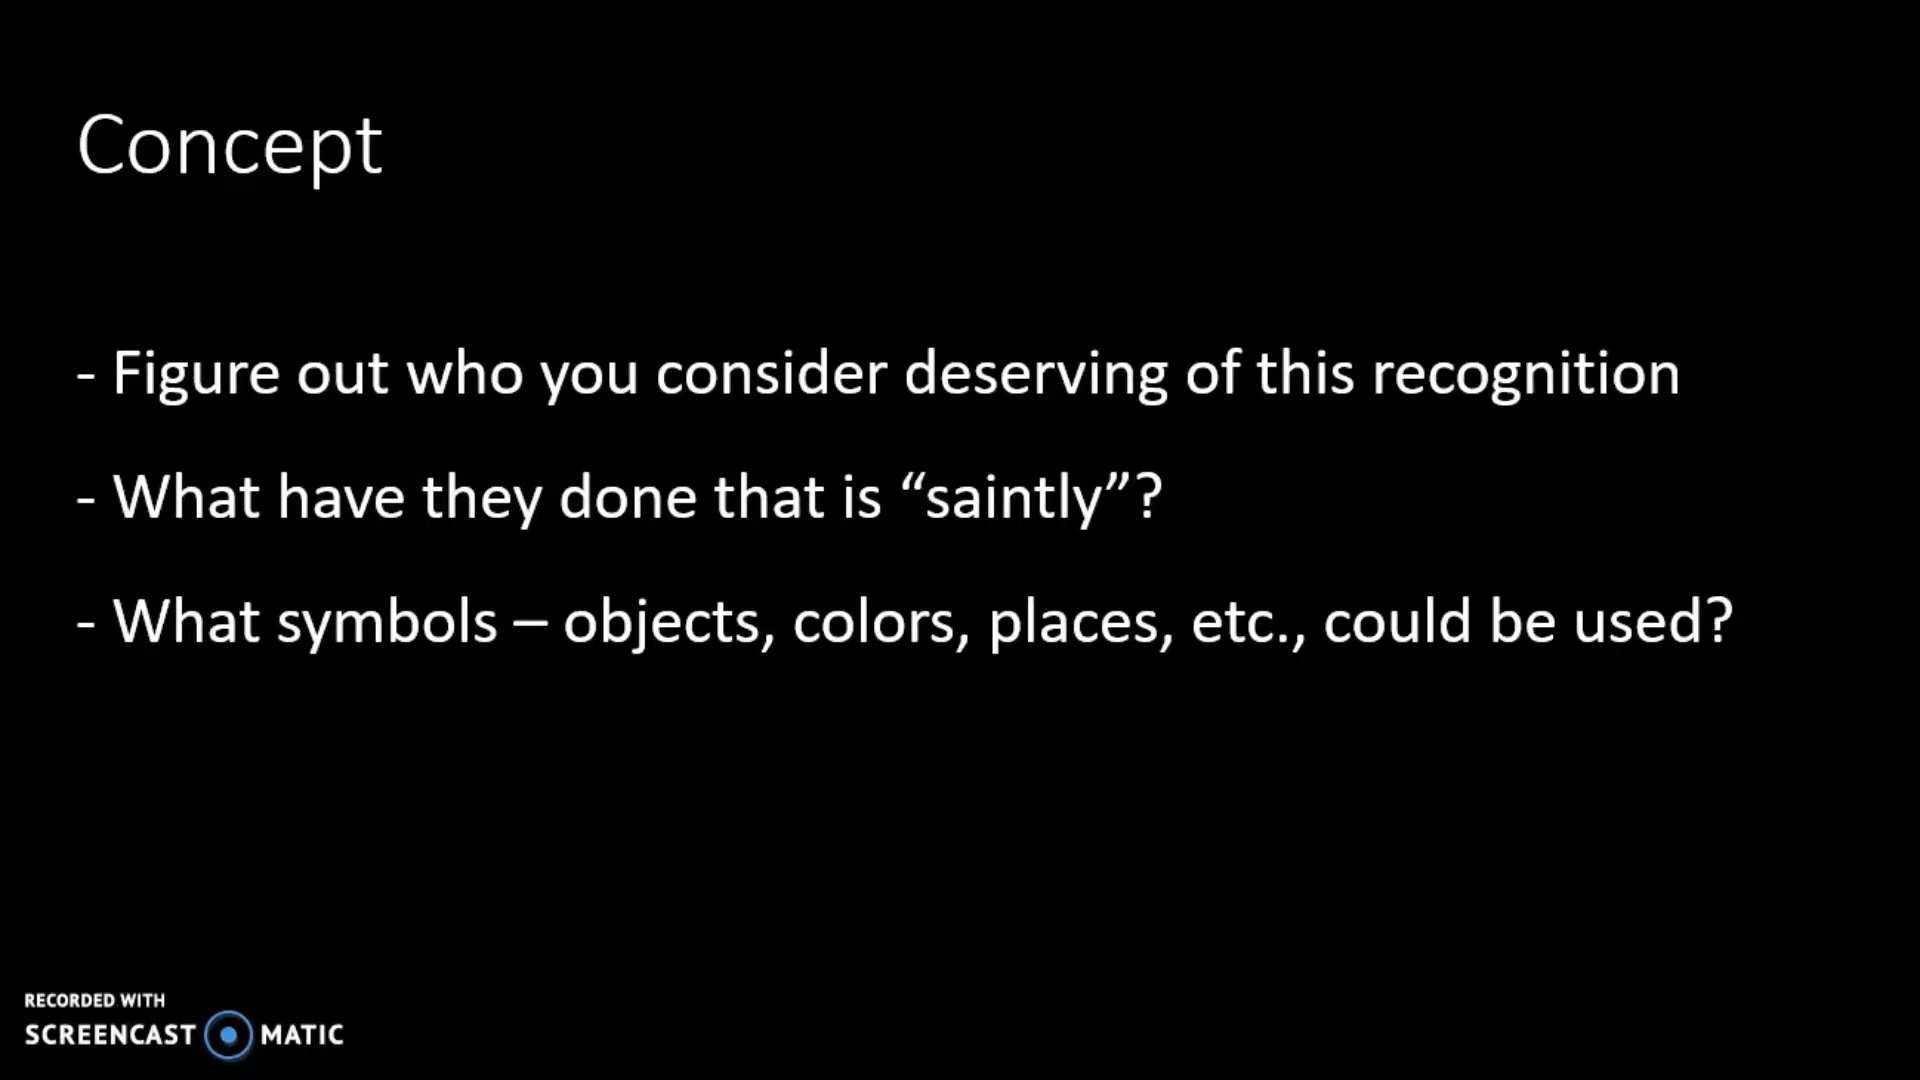 Concept
- Figure out who you consider deserving of this recognition
- What have they done that is “saintly”?
- What symbols – objects, colors, places, etc., could be used?
RECORDED WITH
SCREENCAST MATIC